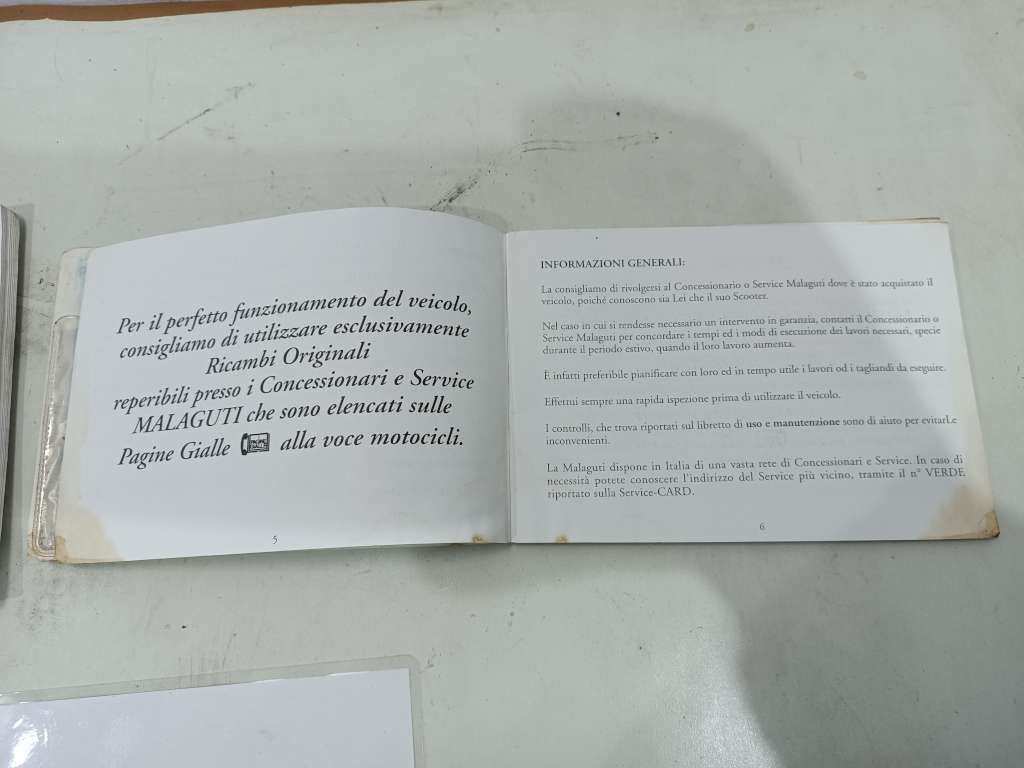 Per il perfetto funzionamento del veicolo,
consigliamo di utilizzare esclusivamente
Ricambi Originali
reperibili presso i Concessionari e Service
MALAGUTI che sono elencati sulle
Pagine Gialle PAGINE GIALLE alla voce motocicli.
5
INFORMAZIONI GENERALI:
La consigliamo di rivolgersi al Concessionario o Service Malaguti dove è stato acquistato il
veicolo, poiché conoscono sia Lei che il suo Scooter.
Nel caso in cui si rendesse necessario un intervento in garanzia, contatti il Concessionario o
Service Malaguti per concordare i tempi ed i modi di esecuzione dei lavori necessari, specie
durante il periodo estivo, quando il loro lavoro aumenta.
È infatti preferibile pianificare con loro ed in tempo utile i lavori od i tagliandi da eseguire.
Effettui sempre una rapida ispezione prima di utilizzare il veicolo.
I controlli, che trova riportati sul libretto di uso e manutenzione sono di aiuto per evitarLe
inconvenienti.
La Malaguti dispone in Italia di una vasta rete di Concessionari e Service. In caso di
necessità potete conoscere l'indirizzo del Service più vicino, tramite il n° VERDE
riportato sulla Service-CARD.
6